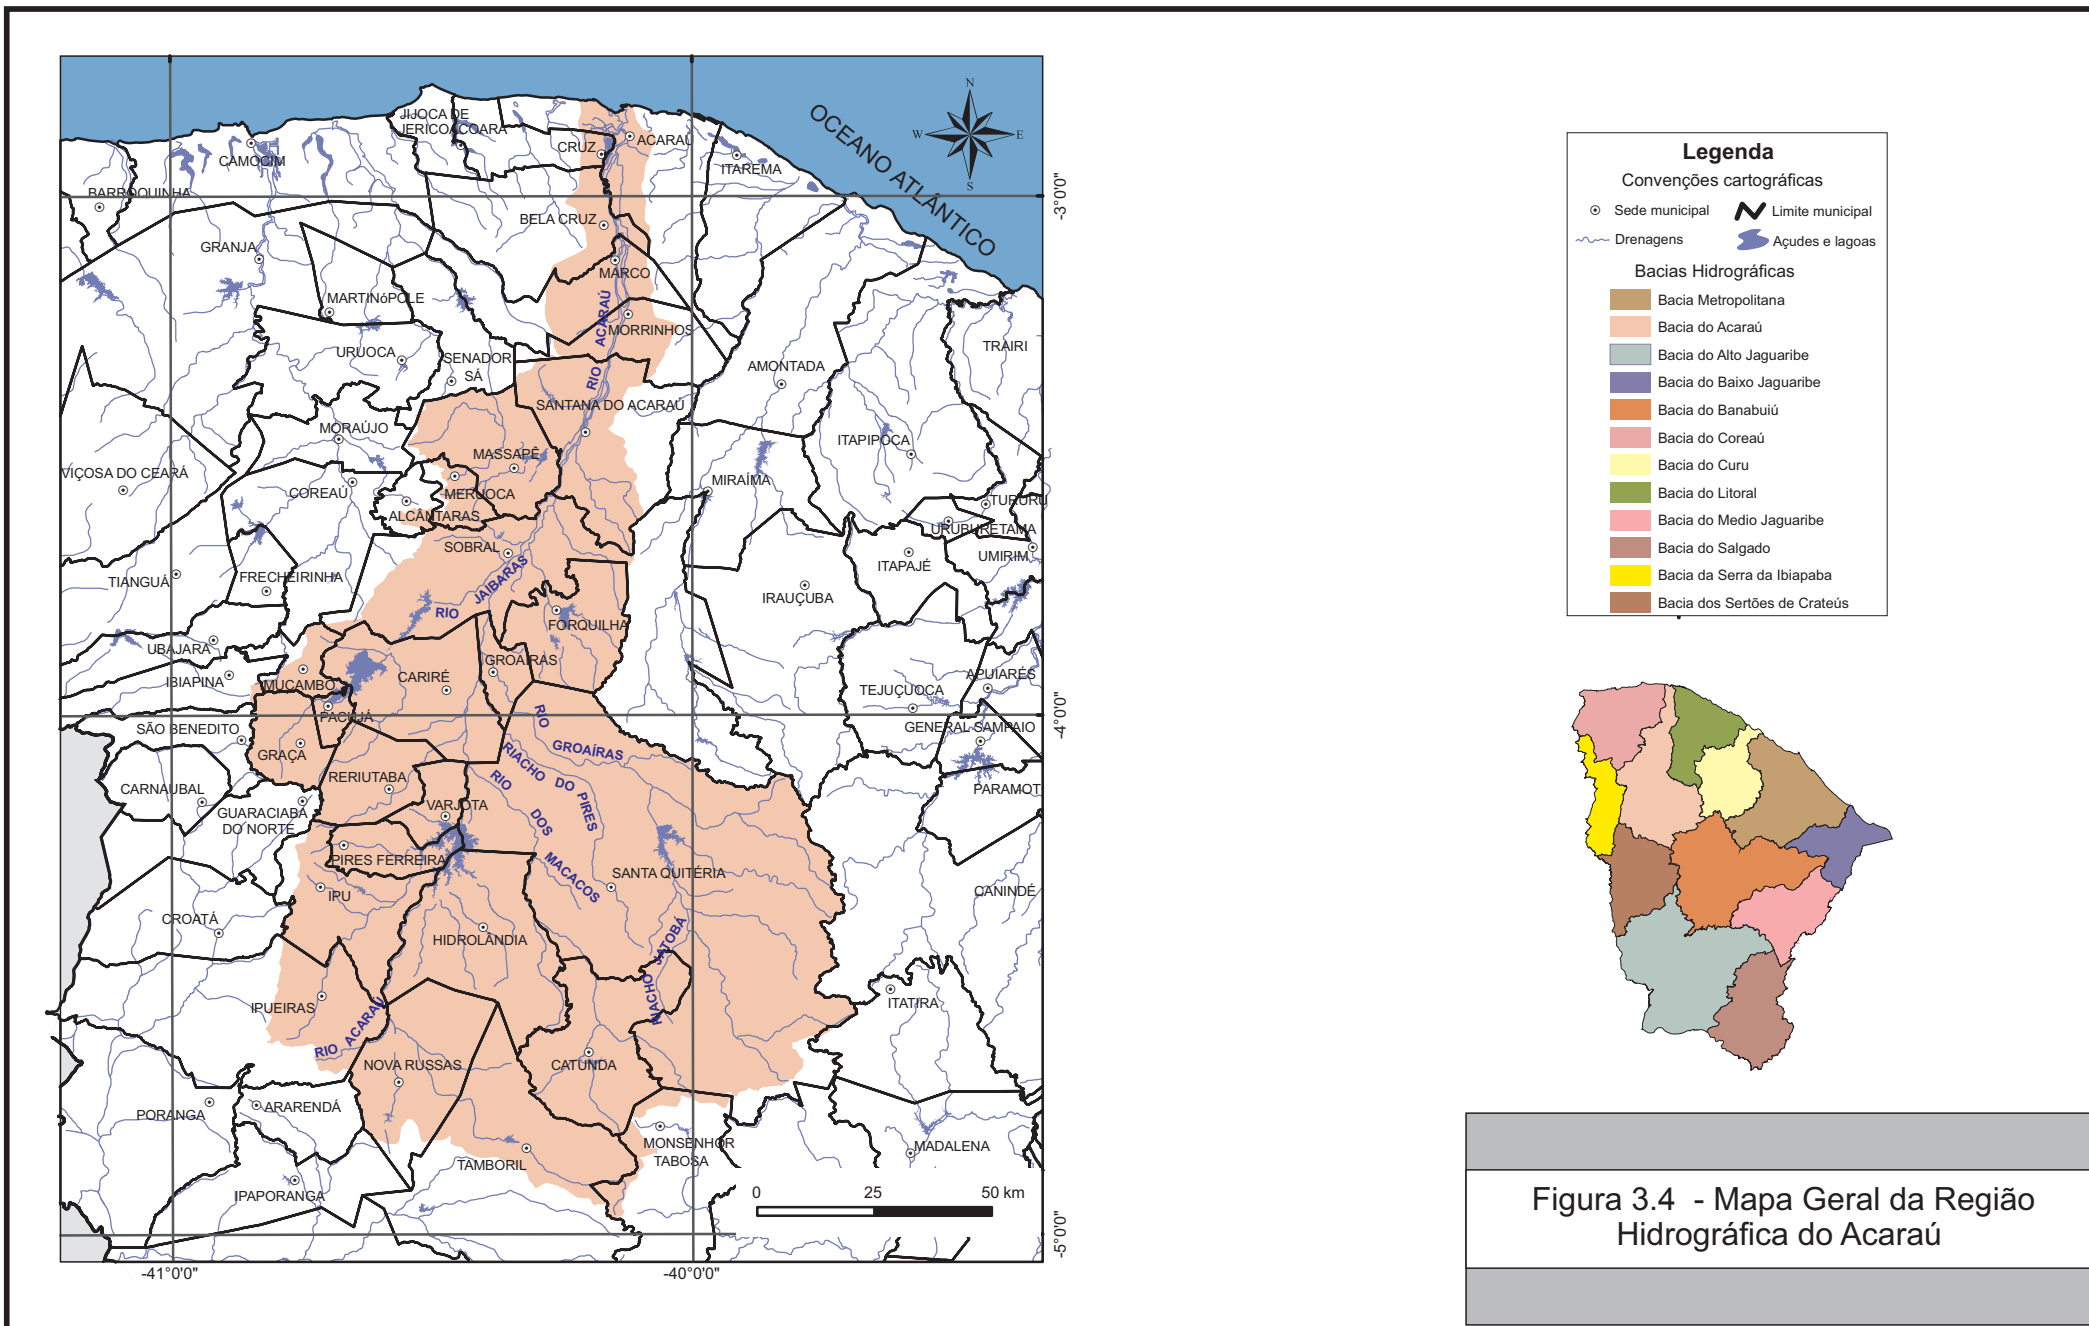 JIJOCA DE
JERICOACOARA
CRUZ
ACARAÚ
CAMOCIM
ITAREMA
OCEANO ATLÂNTICO
N
W
E
S
BARROQUINHA
BELA CRUZ
GRANJA
MARCO
MARTINóPOLE
MORRINHOS
RIO ACARAÚ
URUOCA
SENADOR
SÁ
AMONTADA
TRAIRI
SANTANA DO ACARAÚ
MORAÚJO
ITAPIPOCA
MASSAPÊ
VIÇOSA DO CEARÁ
MIRAÍMA
COREAÚ
MERUOCA
TURURU
ALCÂNTARAS
URUBURETAMA
SOBRAL
UMIRIM
ITAPAJÉ
TIANGUÁ
FRECHEIRINHA
RIO JAIBARAS
IRAUÇUBA
FORQUILHA
UBAJARA
GROAÍRAS
IBIAPINA
MUCAMBO
CARIRÉ
APUIARÉS
TEJUÇUOCA
PACUJÁ
SÃO BENEDITO
GENERAL SAMPAIO
GRAÇA
RIO GROAÍRAS
RIACHO DO PIRES
RERIUTABA
RIO DOS MACACOS
CARNAUBAL
PARAMOT
GUARACIABA
DO NORTE
VARJOTA
PIRES FERREIRA
SANTA QUITÉRIA
IPU
CANINDÉ
CROATÁ
HIDROLÂNDIA
RIACHO JATOBÁ
IPUEIRAS
ITATIRA
RIO ACARAÚ
NOVA RUSSAS
CATUNDA
PORANGA
ARARENDÁ
MONSENHOR
TABOSA
MADALENA
TAMBORIL
IPAPORANGA
0 25 50 km
-41°0'0"
-40°0'0"
-3°0'0"
-4°0'0"
-5°0'0"
Legenda
Convenções cartográficas
Sede municipal
Limite municipal
Drenagens
Açudes e lagoas
Bacias Hidrográficas
Bacia Metropolitana
Bacia do Acaraú
Bacia do Alto Jaguaribe
Bacia do Baixo Jaguaribe
Bacia do Banabuiú
Bacia do Coreaú
Bacia do Curu
Bacia do Litoral
Bacia do Medio Jaguaribe
Bacia do Salgado
Bacia da Serra da Ibiapaba
Bacia dos Sertões de Crateús
Figura 3.4 - Mapa Geral da Região
Hidrográfica do Acaraú